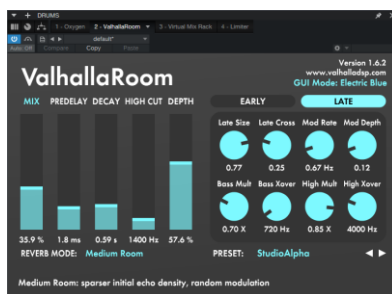 DRUMS
1 - Oxygen 2 - ValhallaRoom 3 - Virtual Mix Rack 4 - Limiter
default*
Auto: Off Compare Copy Paste
ValhallaRoom
Version 1.6.2
www.valhalladsp.com
GUI Mode: Electric Blue
MIX PREDELAY DECAY HIGH CUT DEPTH
EARLY LATE
Late Size Late Cross Mod Rate Mod Depth
0.77 0.25 0.67 Hz 0.12
Bass Mult Bass Xover High Mult High Xover
0.70 X 720 Hz 0.85 X 4000 Hz
35.9 % 1.8 ms 0.59 s 1400 Hz 57.6 %
REVERB MODE: Medium Room PRESET: StudioAlpha
Medium Room: sparser initial echo density, random modulation